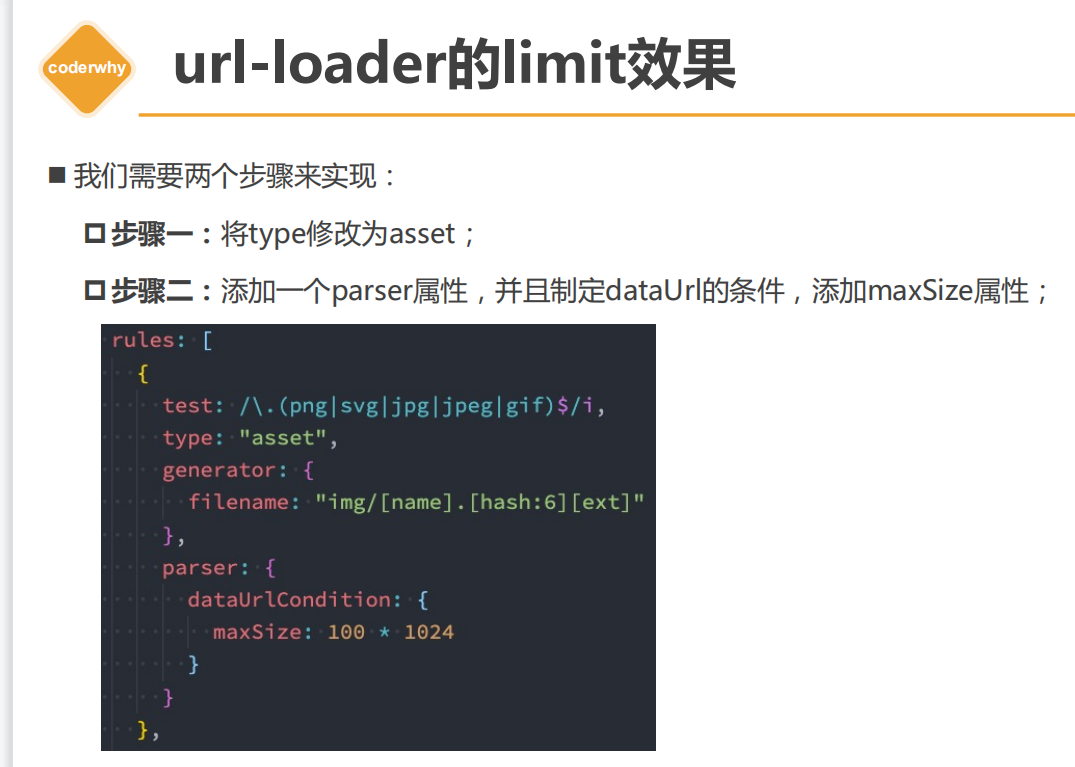 coderwhy
url-loader的limit效果
我们需要两个步骤来实现：
步骤一：将type修改为asset；
步骤二：添加一个parser属性，并且制定dataUrl的条件，添加maxSize属性；
rules: [
{
test: /\.(png|svg|jpg|jpeg|gif)$/i,
type: "asset",
generator: {
filename: "img/[name].[hash:6][ext]"
},
parser: {
dataUrlCondition: {
maxSize: 100 * 1024
}
}
},